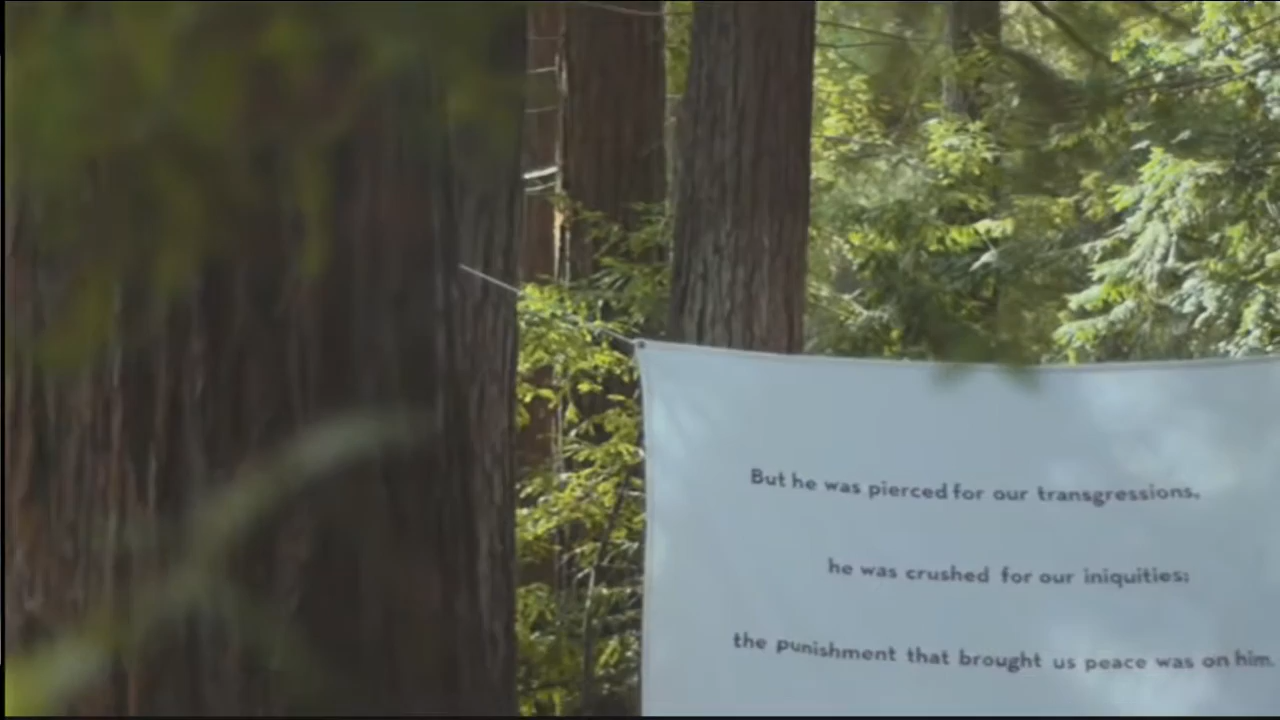 But he was pierced for our transgressions,
he was crushed for our iniquities;
the punishment that brought us peace was on him,